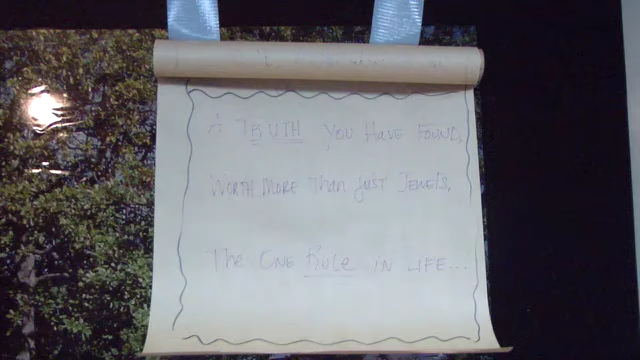 A TRUTH YOU HAVE FOUND,
WORTH MORE Than JUST JEWELS,
The ONE RULe IN LIFE...